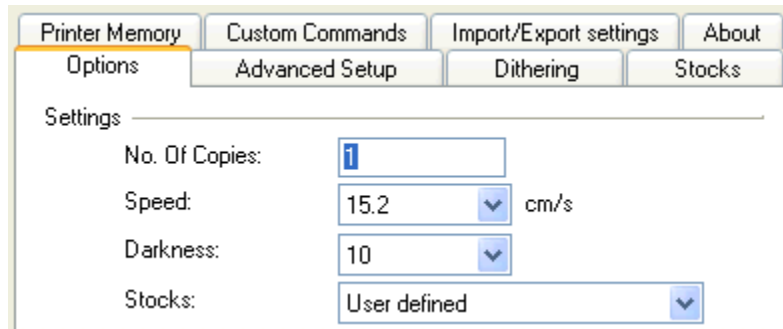 Printer Memory Custom Commands Import/Export settings About
Options Advanced Setup Dithering Stocks
Settings
No. Of Copies: 1
Speed: 15.2 cm/s
Darkness: 10
Stocks: User defined